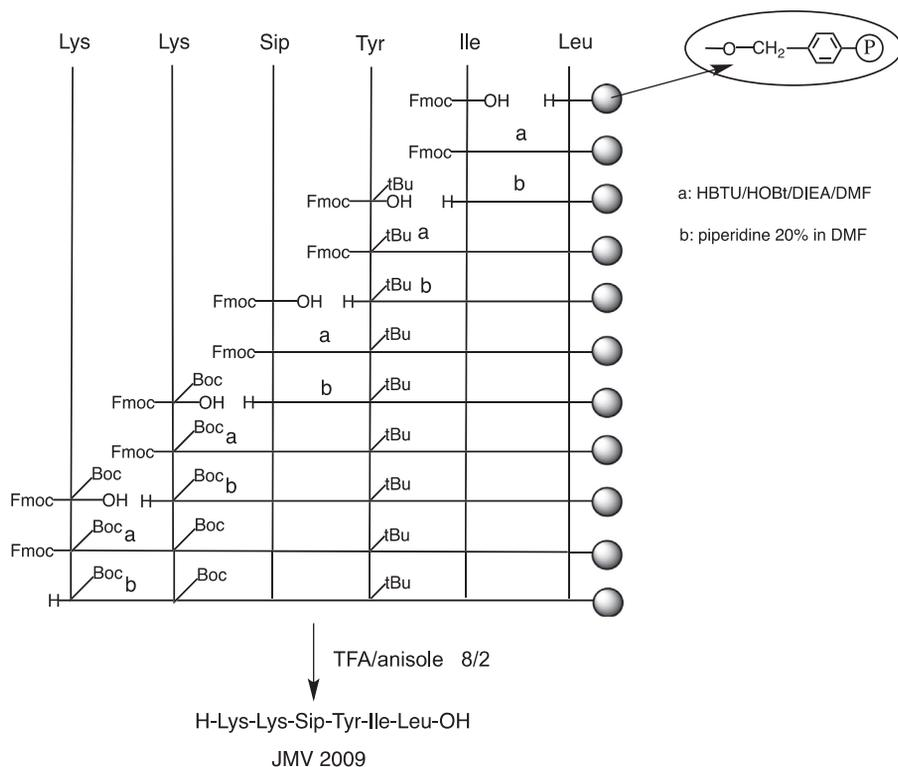 Lys Lys Sip Tyr Ile Leu
—O—CH2— P
Fmoc OH H
a
Fmoc
tBu b
Fmoc OH H
a: HBTU/HOBt/DIEA/DMF
tBu a
Fmoc
b: piperidine 20% in DMF
tBu b
Fmoc OH H
a tBu
Fmoc
Boc b tBu
Fmoc OH H
Boc a tBu
Fmoc
Boc Boc b tBu
Fmoc OH H
Boc a Boc tBu
Fmoc
Boc b Boc tBu
H
TFA/anisole 8/2
H-Lys-Lys-Sip-Tyr-Ile-Leu-OH
JMV 2009